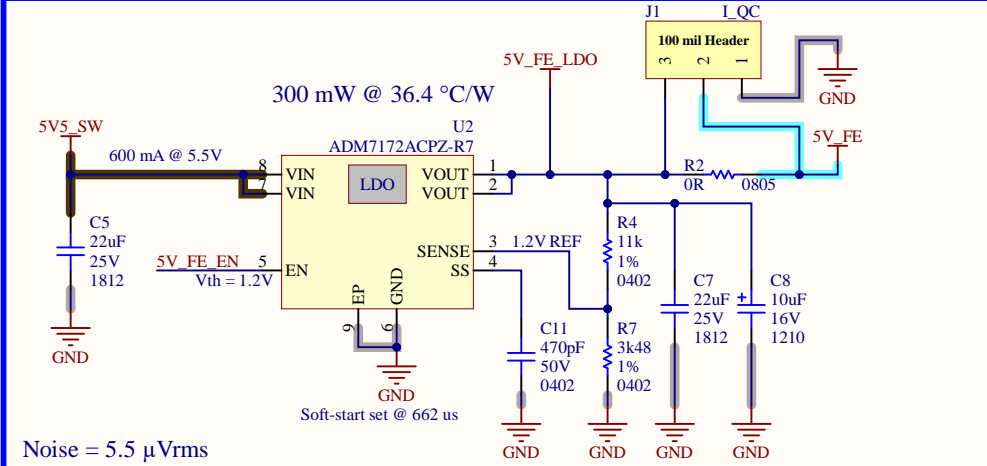 J1
I_QC
100 mil Header
3
2
1
GND
5V_FE_LDO
300 mW @ 36.4 °C/W
5V5_SW
600 mA @ 5.5V
U2
ADM7172ACPZ-R7
5V_FE
8
VIN
7
VIN
LDO
VOUT
1
VOUT
2
R2
0R
0805
C5
22uF
25V
1812
SENSE
3
1.2V REF
SS
4
R4
11k
1%
0402
5V_FE_EN
5
EN
Vth = 1.2V
EP
GND
9
6
C7
22uF
25V
1812
+
C8
10uF
16V
1210
C11
470pF
50V
0402
R7
3k48
1%
0402
GND
GND
Soft-start set @ 662 us
GND
GND
GND
GND
Noise = 5.5 µVrms